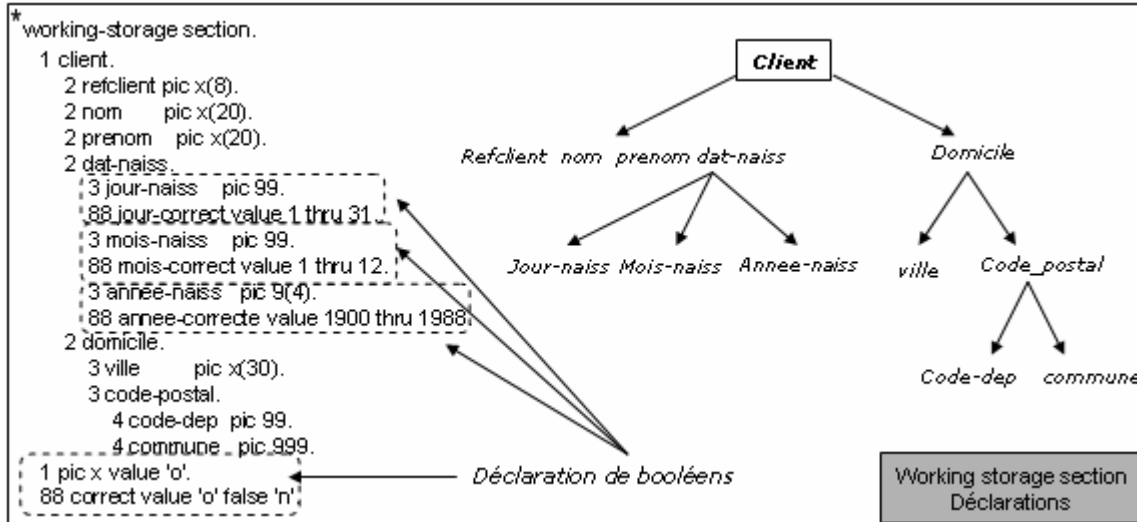 *
working-storage section.
1 client.
2 refclient pic x(8).
2 nom pic x(20).
2 prenom pic x(20).
2 dat-naiss.
3 jour-naiss pic 99.
88 jour-correct value 1 thru 31.
3 mois-naiss pic 99.
88 mois-correct value 1 thru 12.
3 annee-naiss pic 9(4).
88 annee-correcte value 1900 thru 1988
2 domicile.
3 ville pic x(30).
3 code-postal.
4 code-dep pic 99.
4 commune pic 999.
1 pic x value 'o'.
88 correct value 'o' false 'n'
Client
Refclient nom prenom dat-naiss Domicile
Jour-naiss Mois-naiss Annee-naiss ville Code_postal
Code-dep commune
Déclaration de booléens
Working storage section
Déclarations